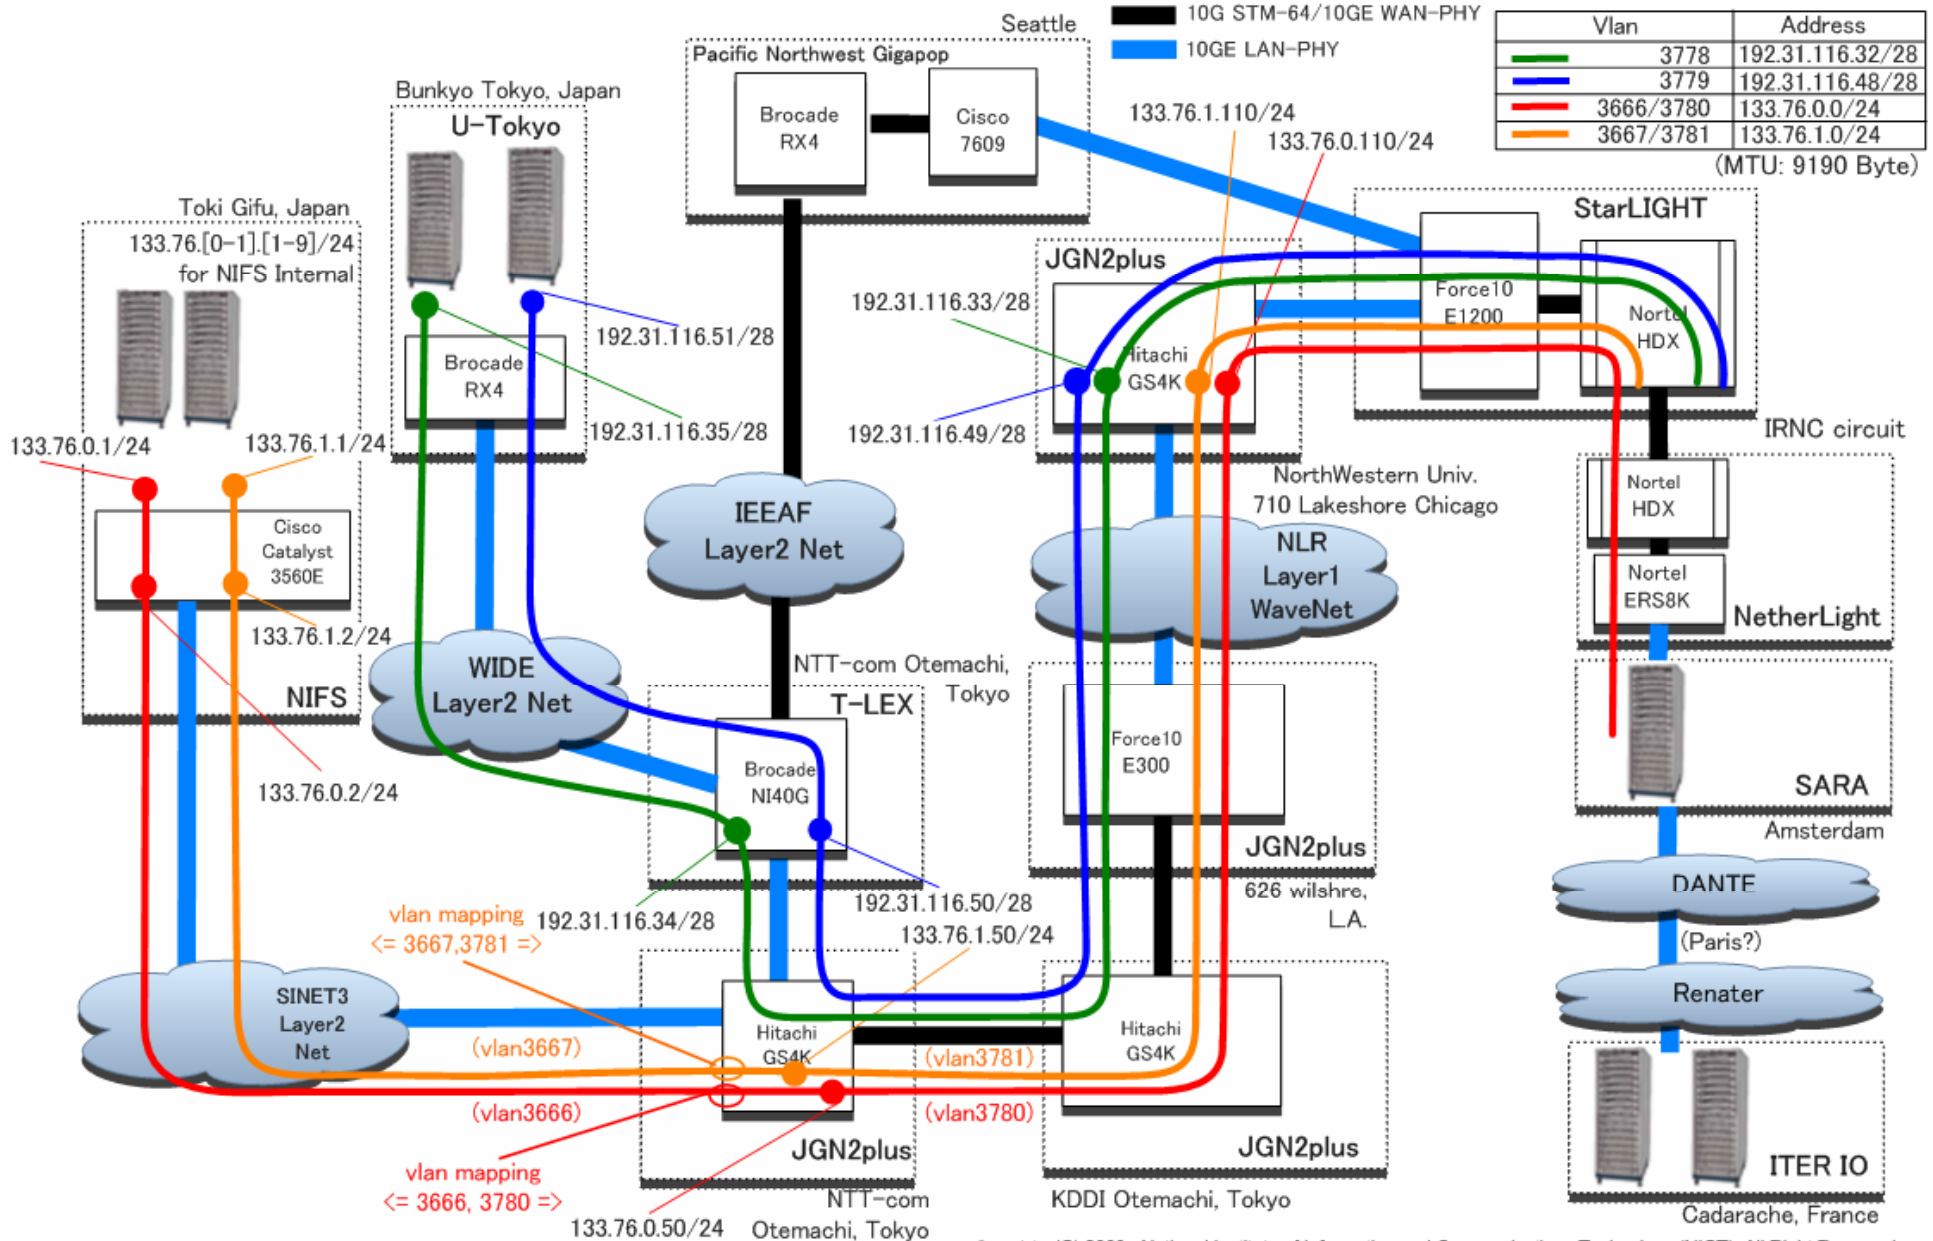 10G STM-64/10GE WAN-PHY
10GE LAN-PHY
Vlan Address
3778 192.31.116.32/28
3779 192.31.116.48/28
3666/3780 133.76.0.0/24
3667/3781 133.76.1.0/24
(MTU: 9190 Byte)
Seattle
Pacific Northwest Gigapop
Brocade
RX4
Cisco
7609
Bunkyo Tokyo, Japan
U-Tokyo
Brocade
RX4
192.31.116.51/28
192.31.116.35/28
Toki Gifu, Japan
133.76.[0-1].[1-9]/24
for NIFS Internal
133.76.0.1/24
133.76.1.1/24
Cisco
Catalyst
3560E
133.76.1.2/24
NIFS
133.76.0.2/24
133.76.1.110/24
133.76.0.110/24
JGN2plus
192.31.116.33/28
Hitachi
GS4K
192.31.116.49/28
NorthWestern Univ.
710 Lakeshore Chicago
StarLIGHT
Force10
E1200
Nortel
HDX
IRNC circuit
Nortel
HDX
Nortel
ERS8K
NetherLight
SARA
Amsterdam
DANTE
(Paris?)
Renater
ITER IO
Cadarache, France
IEEAF
Layer2 Net
WIDE
Layer2 Net
NLR
Layer1
WaveNet
NTT-com Otemachi,
Tokyo
T-LEX
Brocade
NI40G
192.31.116.34/28
192.31.116.50/28
133.76.1.50/24
Force10
E300
JGN2plus
626 wilshre,
L.A.
vlan mapping
<= 3667,3781 =>
SINET3
Layer2
Net
(vlan3667)
(vlan3666)
Hitachi
GS4K
JGN2plus
NTT-com
Otemachi, Tokyo
(vlan3781)
(vlan3780)
Hitachi
GS4K
JGN2plus
KDDI Otemachi, Tokyo
vlan mapping
<= 3666, 3780 =>
133.76.0.50/24